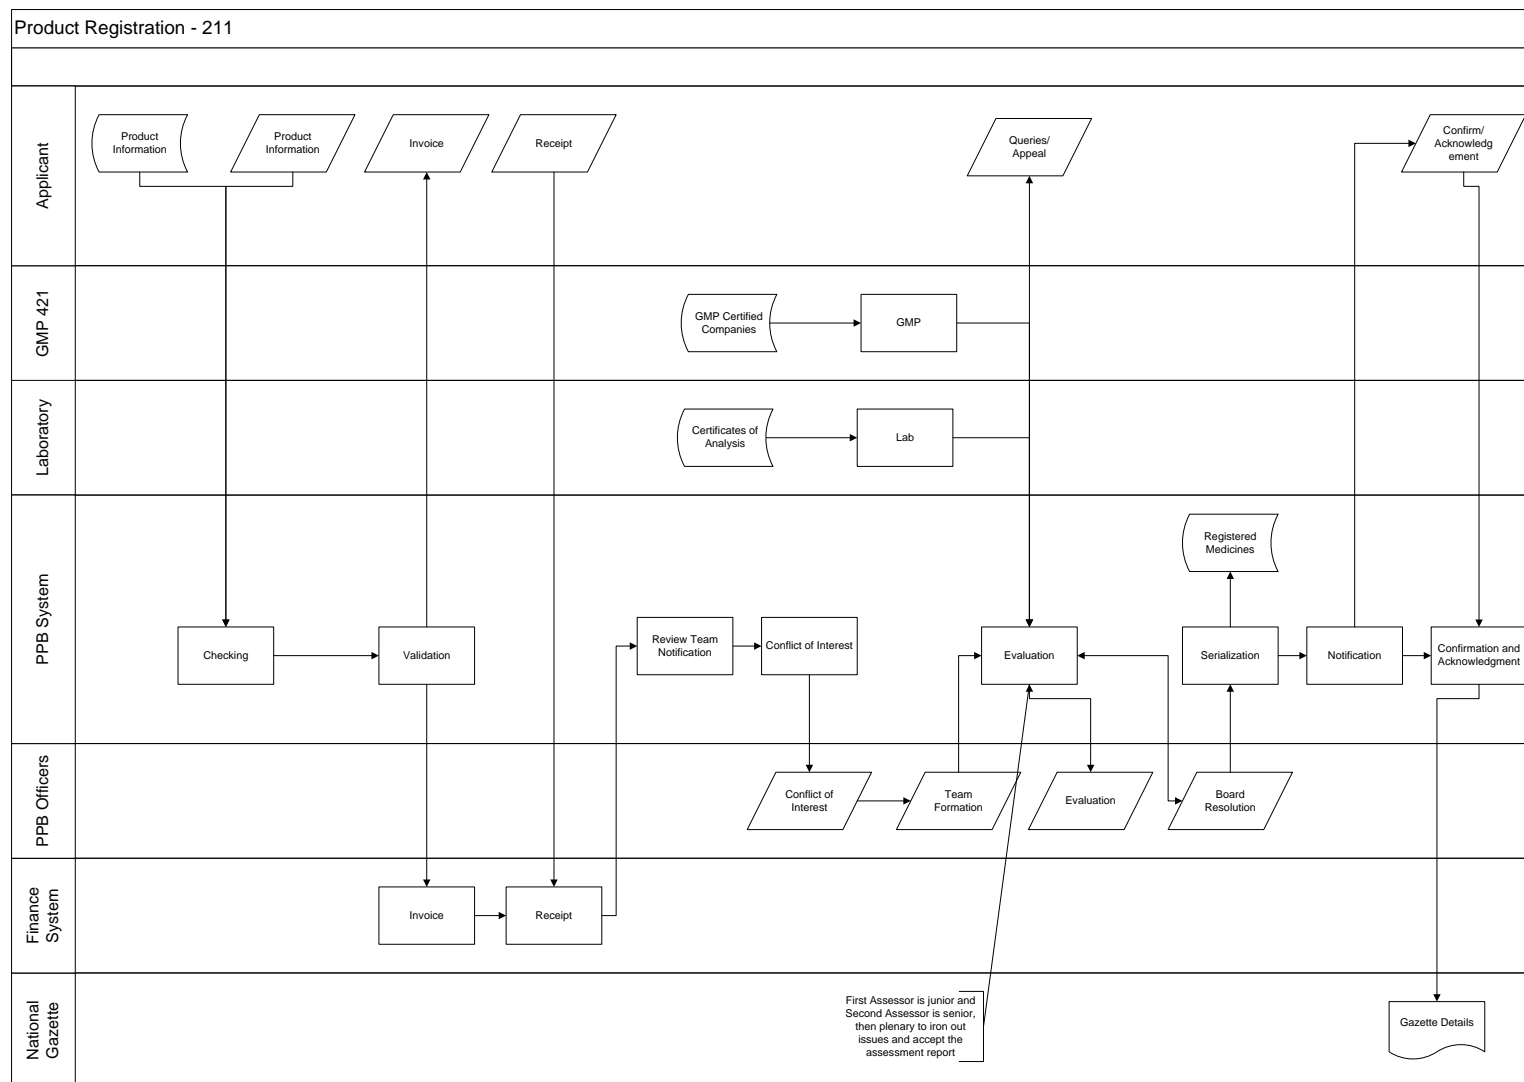 Product Registration - 211
Applicant
Product
Information
Product
Information
Invoice
Receipt
Queries/
Appeal
Confirm/
Acknowledg
ement
GMP 421
GMP Certified
Companies
GMP
Laboratory
Certificates of
Analysis
Lab
PPB System
Registered
Medicines
Checking
Validation
Review Team
Notification
Conflict of Interest
Evaluation
Serialization
Notification
Confirmation and
Acknowledgment
PPB Officers
Conflict of
Interest
Team
Formation
Evaluation
Board
Resolution
Finance
System
Invoice
Receipt
National
Gazette
First Assessor is junior and
Second Assessor is senior,
then plenary to iron out
issues and accept the
assessment report
Gazette Details